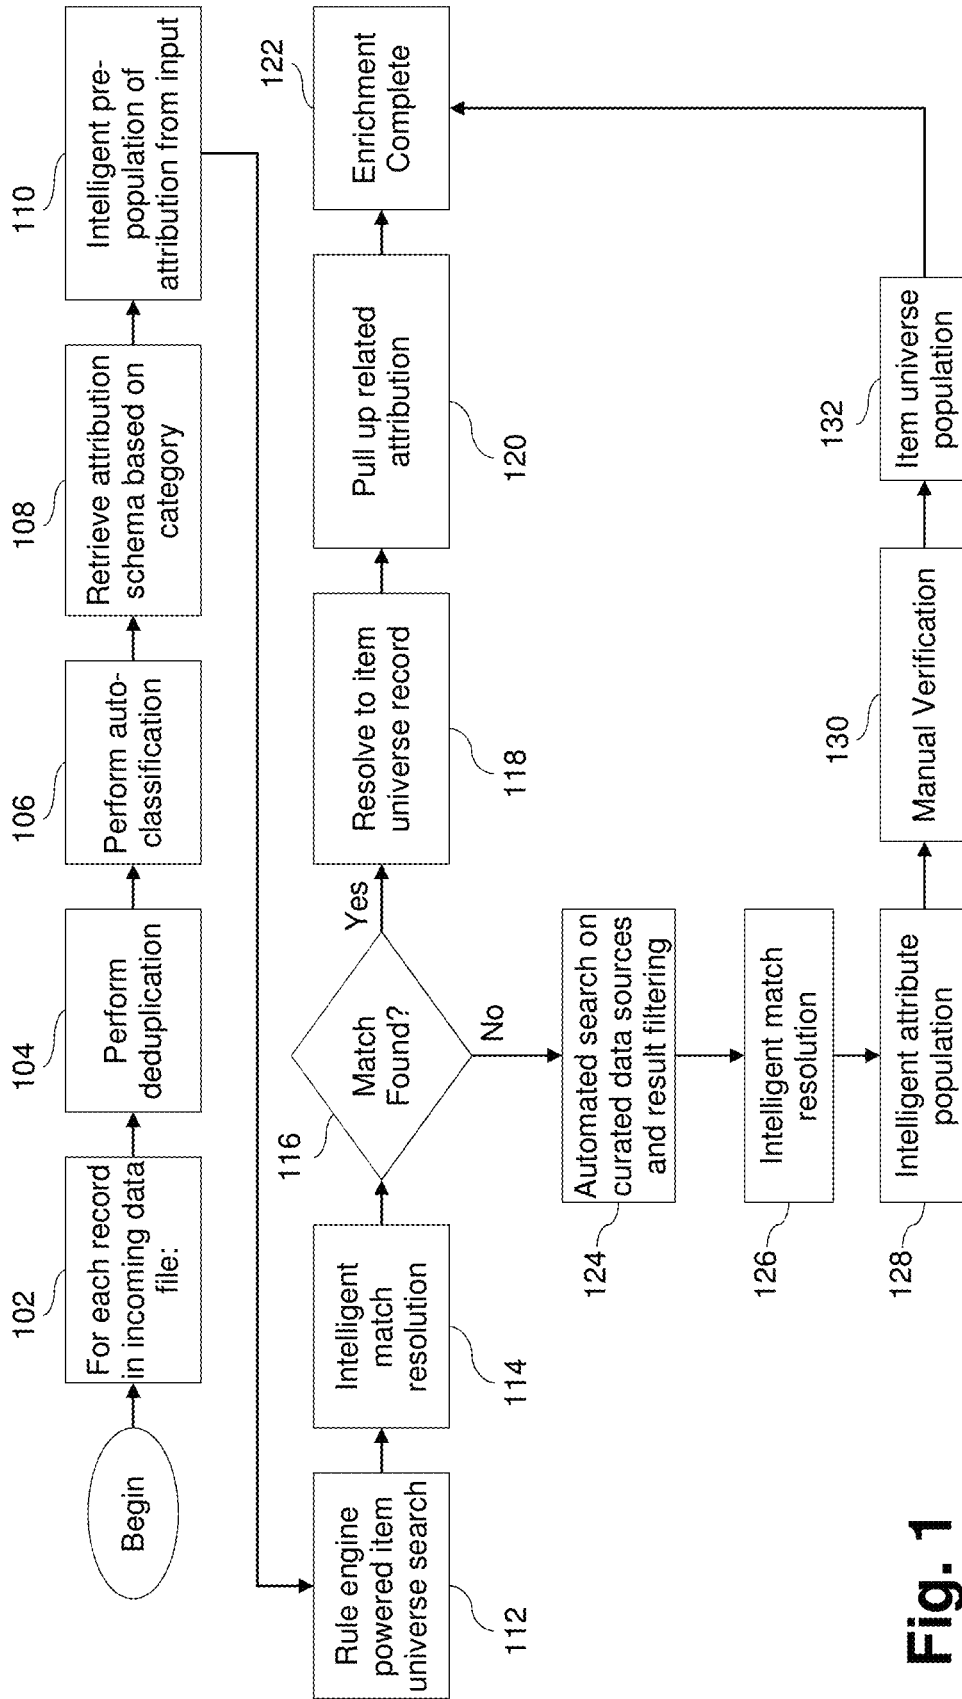 102
104
106
108
110
Begin
For each record
in incoming data
file:
Perform
deduplication
Perform auto-
classification
Retrieve attribution
schema based on
category
Intelligent pre-
population of
attribution from input
Rule engine
powered item
universe search
112
Intelligent
match
resolution
114
116
Match
Found?
Yes
No
Resolve to item
universe record
118
Pull up related
attribution
120
122
Enrichment
Complete
124
Automated search on
curated data sources
and result filtering
126
Intelligent match
resolution
128
Intelligent attribute
population
130
Manual Verification
132
Item universe
population
Fig. 1